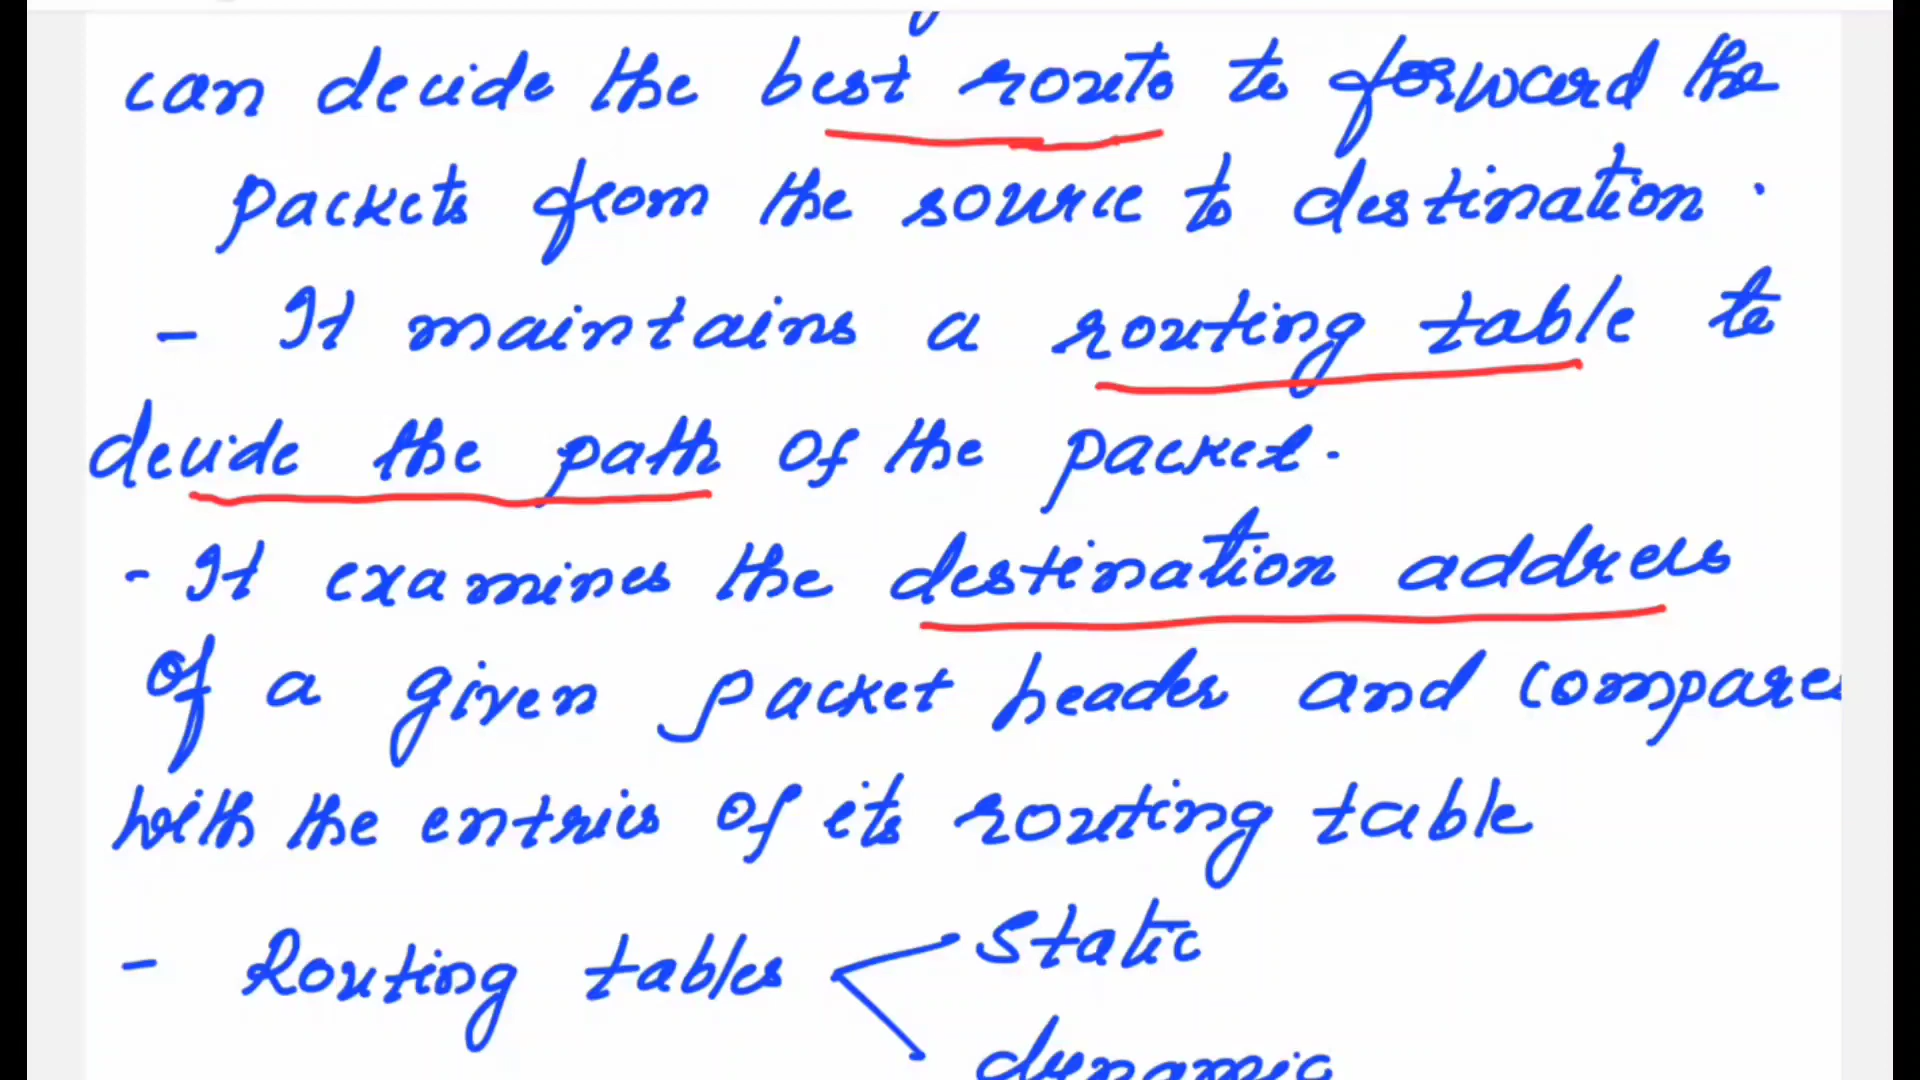 can decide the best route to forward the
packets from the source to destination.
- It maintains a routing table to
decide the path of the packet.
- It examines the destination address
of a given packet header and compares
with the entries of its routing table
- Routing tables static
dynamic